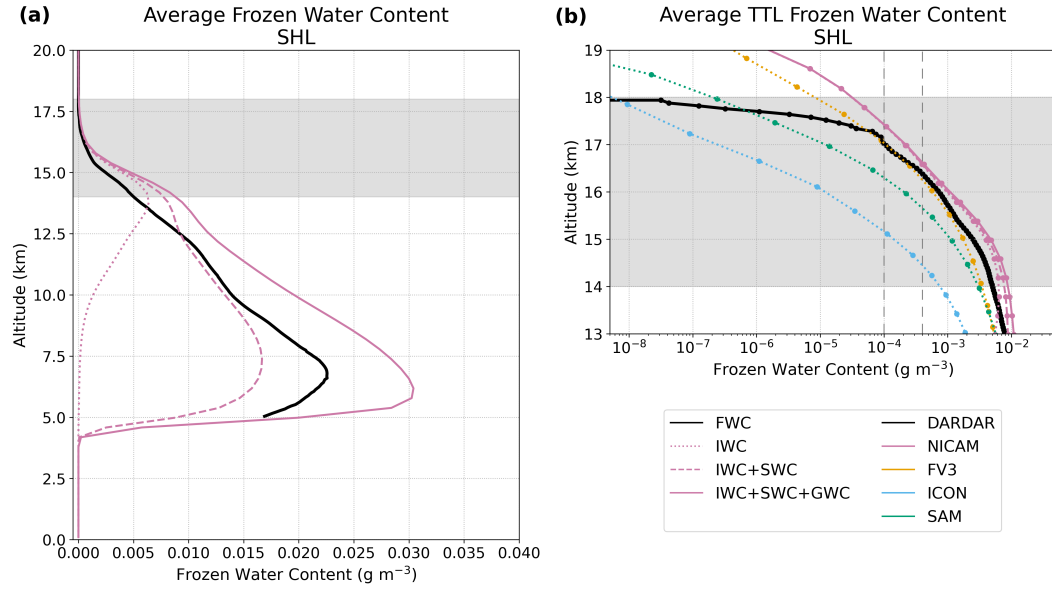 (a)
Average Frozen Water Content
SHL
20.0
17.5
15.0
12.5
10.0
7.5
5.0
2.5
0.0
Altitude (km)
0.000 0.005 0.010 0.015 0.020 0.025 0.030 0.035 0.040
Frozen Water Content (g m⁻³)
(b)
Average TTL Frozen Water Content
SHL
19
18
17
16
15
14
13
Altitude (km)
10⁻⁸ 10⁻⁷ 10⁻⁶ 10⁻⁵ 10⁻⁴ 10⁻³ 10⁻²
Frozen Water Content (g m⁻³)
FWC
IWC
IWC+SWC
IWC+SWC+GWC
DARDAR
NICAM
FV3
ICON
SAM